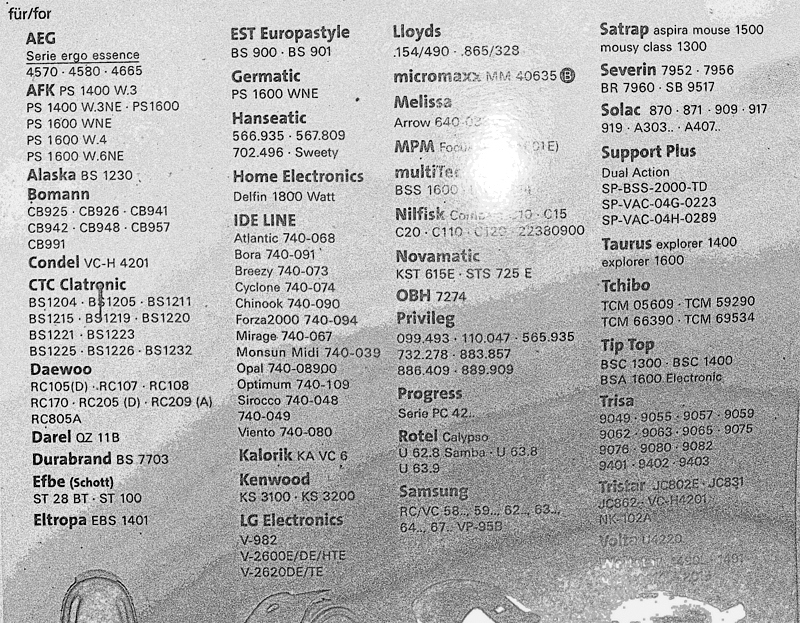 für/for
AEG
Serie ergo essence
4570 · 4580 · 4665
AFK PS 1400 W.3
PS 1400 W.3NE · PS1600
PS 1600 WNE
PS 1600 W.4
PS 1600 W.6NE
Alaska BS 1230
Bomann
CB925 · CB926 · CB941
CB942 · CB948 · CB957
CB991
Condel VC-H 4201
CTC Clatronic
BS1204 · BS1205 · BS1211
BS1215 · BS1219 · BS1220
BS1221 · BS1223
BS1225 · BS1226 · BS1232
Daewoo
RC105(D) · RC107 · RC108
RC170 · RC205 (D) · RC209 (A)
RC805A
Darel QZ 11B
Durabrand BS 7703
Efbe (Schott)
ST 28 BT · ST 100
Eltropa EBS 1401
EST Europastyle
BS 900 · BS 901
Germatic
PS 1600 WNE
Hanseatic
566.935 · 567.809
702.496 · Sweety
Home Electronics
Delfin 1800 Watt
IDE LINE
Atlantic 740-068
Bora 740-091
Breezy 740-073
Cyclone 740-074
Chinook 740-090
Forza2000 740-094
Mirage 740-067
Monsun Midi 740-039
Opal 740-08900
Optimum 740-109
Sirocco 740-048
740-049
Viento 740-080
Kalorik KA VC 6
Kenwood
KS 3100 · KS 3200
LG Electronics
V-982
V-2600E/DE/HTE
V-2620DE/TE
Lloyds
.154/490 · .865/328
micromaxx MM 40635 B
Melissa
Arrow 640-
MPM
BSS 1600
Nilfisk C10 · C15
C20 · C110 · C120 · 22380900
Novamatic
KST 615E · STS 725 E
OBH 7274
Privileg
099.493 · 110.047 · 565.935
732.278 · 883.857
886.409 · 889.909
Progress
Serie PC 42..
Rotel Calypso
U 62.8 Samba · U 63.8
U 63.9
Samsung
RC/VC 58.., 59.., 62.., 63..,
64.., 67.. VP-95B
Satrap aspira mouse 1500
mousy class 1300
Severin 7952 · 7956
BR 7960 · SB 9517
Solac 870 · 871 · 909 · 917
919 · A303.. · A407..
Support Plus
Dual Action
SP-BSS-2000-TD
SP-VAC-04G-0223
SP-VAC-04H-0289
Taurus explorer 1400
explorer 1600
Tchibo
TCM 05609 · TCM 59290
TCM 66390 · TCM 69534
Tip Top
BSC 1300 · BSC 1400
BSA 1600 Electronic
Trisa
9049 · 9055 · 9057 · 9059
9062 · 9063 · 9065 · 9075
9076 · 9080 · 9082
9401 · 9402 · 9403
Tristar JC802E · JC831
JC862.. VC-H4201
NK-102A
Volta U4220